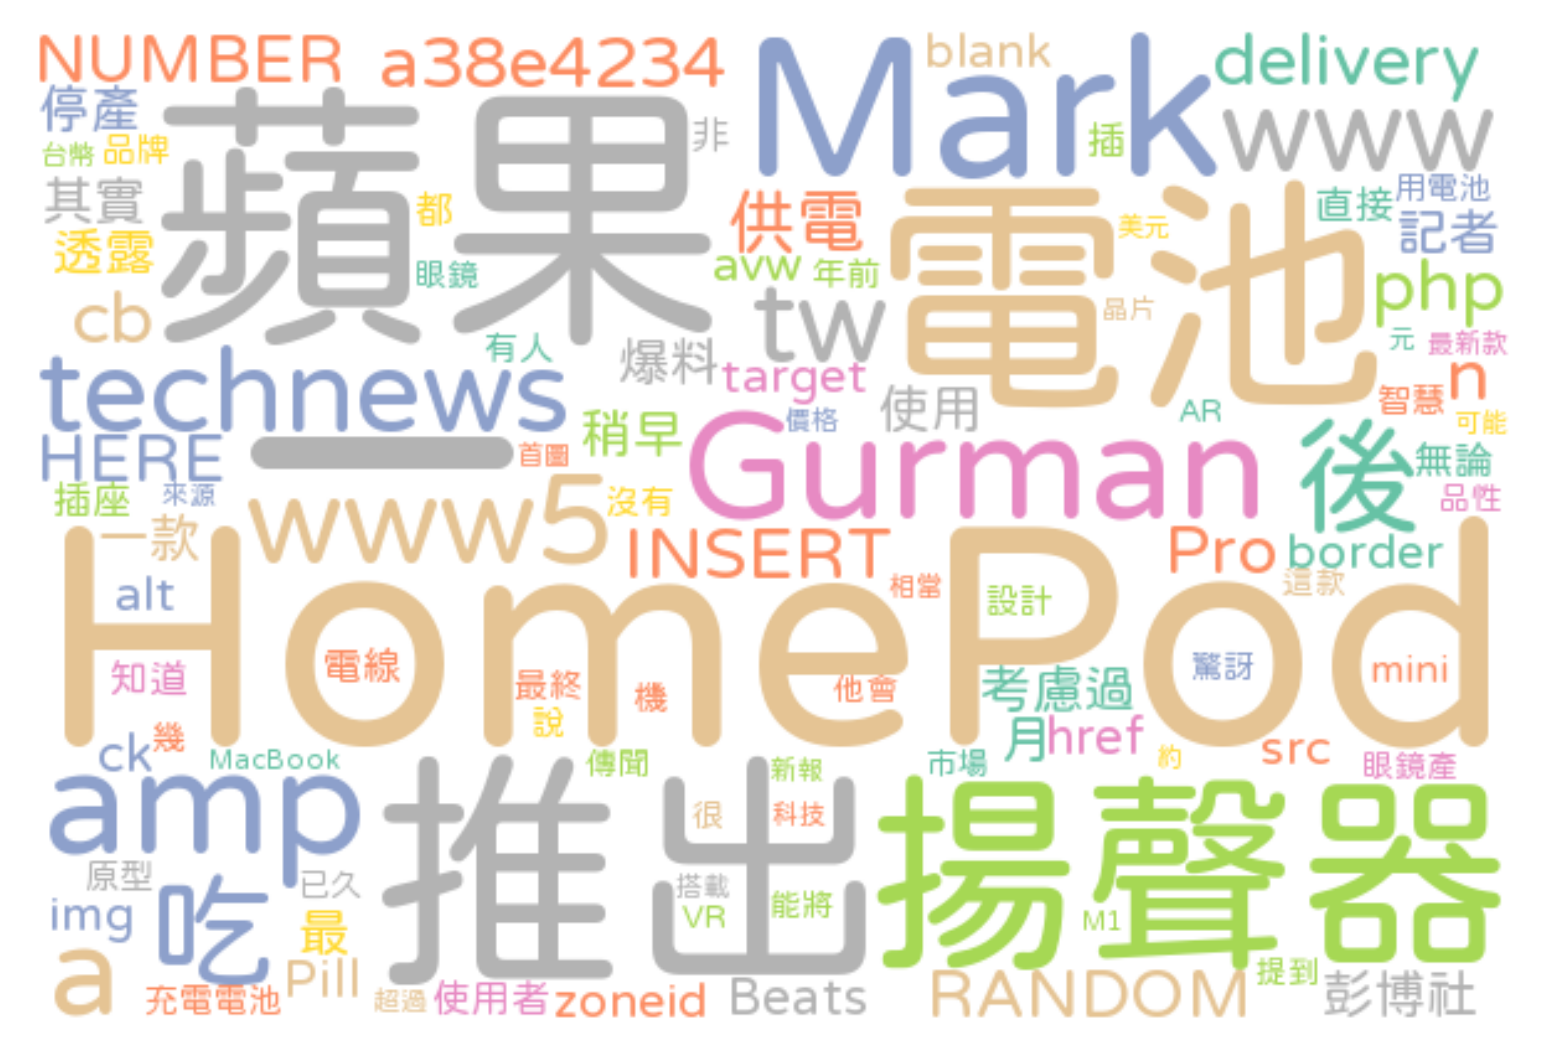 NUMBER a38e4234 Mark blank delivery
停產 蘋果 非 插 www
台幣 品牌 電池 用電池
其實 都 供電 美元 直接 記者
透露 眼鏡 avw 年前 php
cb tw 晶片 元 最新款
technews 有人 爆料 target 使用 智慧 n
HERE 一 首圖 稍早 價格 AR 可能
插座 來源 www5 沒有 Gurman 後 無論 品性
一款 INSERT Pro border
HomePod
alt 相當 設計 這款
知道 電線 最終 機 他會 考慮過 驚訝 mini
說 月 href
ck 幾 MacBook 傳聞 新報 市場 約 src 眼鏡產
amp 推出 很 科技 揚聲器
原型 已久 搭載
img 吃 最 VR 能將 M1
a Pill 提到
充電電池 超過 使用者 zoneid Beats RANDOM 彭博社